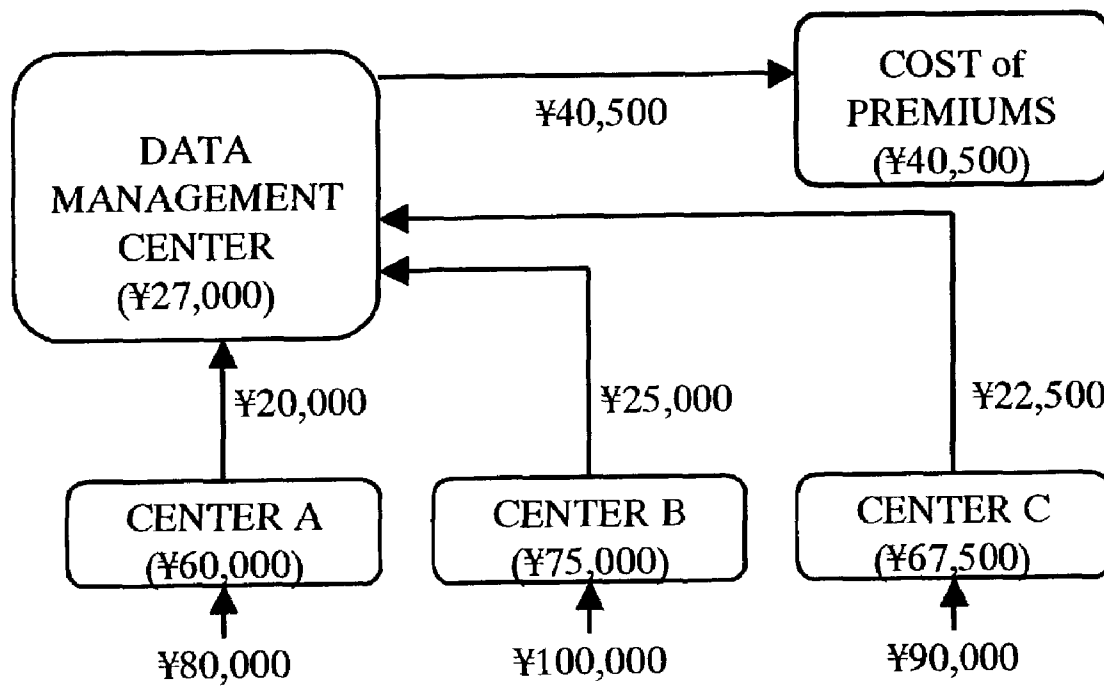 DATA
MANAGEMENT
CENTER
(¥27,000)
¥40,500
COST of
PREMIUMS
(¥40,500)
¥20,000
¥25,000
¥22,500
CENTER A
(¥60,000)
CENTER B
(¥75,000)
CENTER C
(¥67,500)
¥80,000
¥100,000
¥90,000